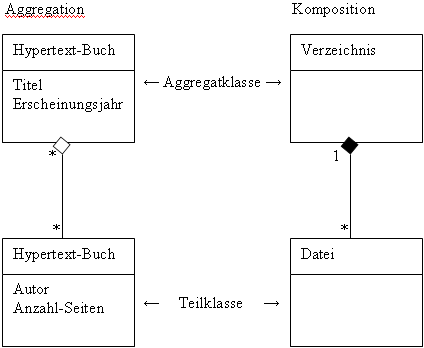 Aggregation
Komposition
Hypertext-Buch
Verzeichnis
Titel
Erscheinungsjahr
← Aggregatklasse →
*
1
*
*
Hypertext-Buch
Datei
Autor
Anzahl-Seiten
← Teilklasse →